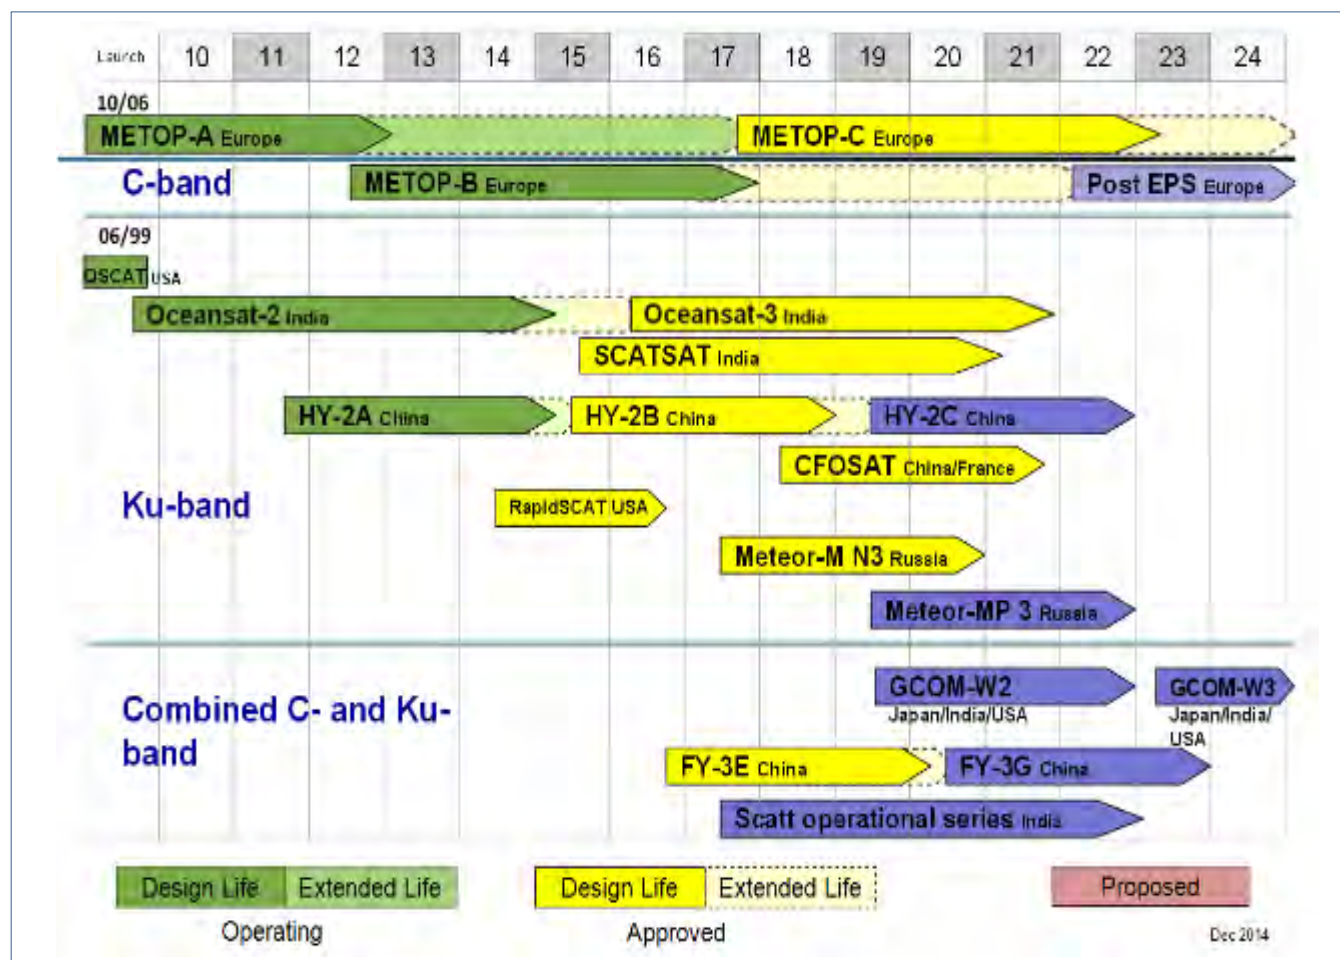 Launch 10 11 12 13 14 15 16 17 18 19 20 21 22 23 24
10/06
METOP-A Europe METOP-C Europe
C-band METOP-B Europe Post EPS Europe
06/99
QSCAT USA
Oceansat-2 India Oceansat-3 India
SCATSAT India
HY-2A China HY-2B China HY-2C China
CFOSAT China/France
Ku-band RapidSCAT USA
Meteor-M N3 Russia
Meteor-MP 3 Russia
GCOM-W2 GCOM-W3
Combined C- and Ku- Japan/India/USA Japan/India/
USA
band FY-3E China FY-3G China
Scatt operational series India
Design Life Extended Life Design Life Extended Life Proposed
Operating Approved Dec 2014